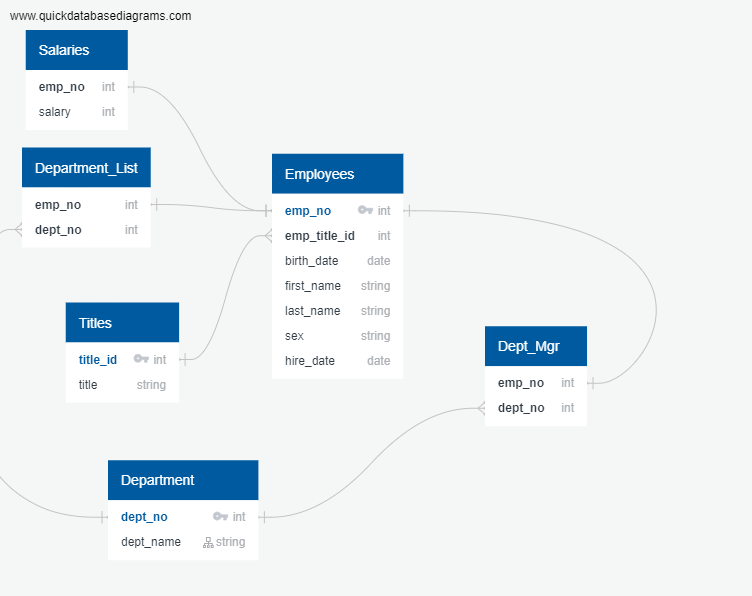 www.quickdatabasediagrams.com
Salaries
emp_no int
salary int
Department_List
emp_no int
dept_no int
Employees
emp_no int
emp_title_id int
birth_date date
first_name string
last_name string
sex string
hire_date date
Titles
title_id int
title string
Dept_Mgr
emp_no int
dept_no int
Department
dept_no int
dept_name string